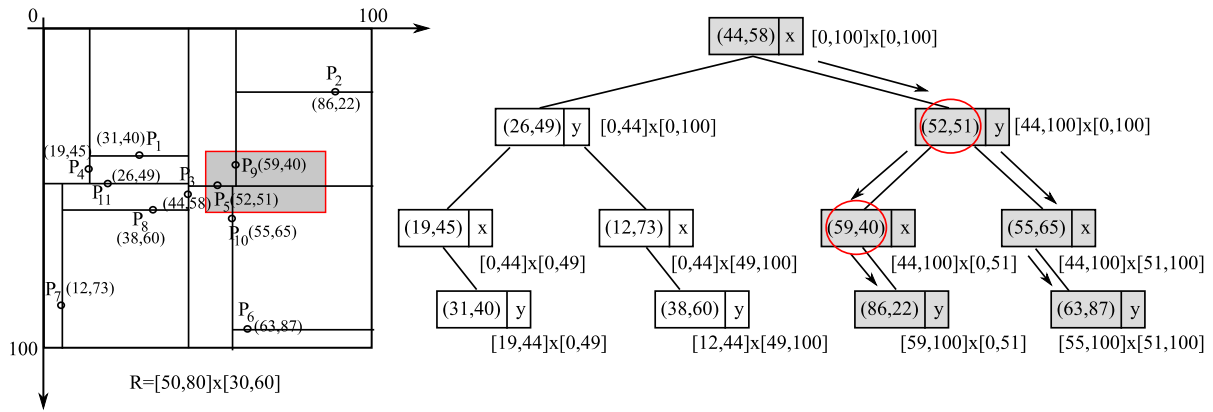 0
100
P2
(86,22)
(31,40)P1
(19,45)
P4
(26,49)
P11
P3
P9(59,40)
P5(52,51)
(44,58)
P8
(38,60)
P10(55,65)
P7(12,73)
P6
(63,87)
100
R=[50,80]x[30,60]
(44,58) x [0,100]x[0,100]
(26,49) y [0,44]x[0,100]
(52,51) y [44,100]x[0,100]
(19,45) x
(12,73) x
(59,40) x
(55,65) x
[0,44]x[0,49]
[0,44]x[49,100]
[44,100]x[0,51]
[44,100]x[51,100]
(31,40) y
(38,60) y
(86,22) y
(63,87) y
[19,44]x[0,49]
[12,44]x[49,100]
[59,100]x[0,51]
[55,100]x[51,100]